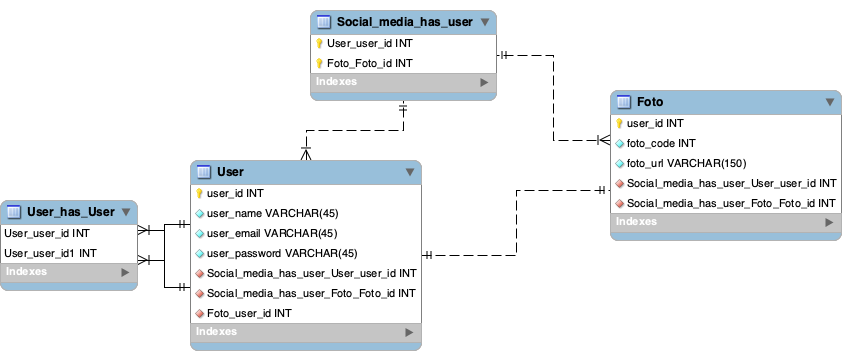 Social_media_has_user
User_user_id INT
Foto_Foto_id INT
Indexes
Foto
user_id INT
foto_code INT
foto_url VARCHAR(150)
Social_media_has_user_User_user_id INT
Social_media_has_user_Foto_Foto_id INT
Indexes
User
user_id INT
user_name VARCHAR(45)
user_email VARCHAR(45)
user_password VARCHAR(45)
Social_media_has_user_User_user_id INT
Social_media_has_user_Foto_Foto_id INT
Foto_user_id INT
Indexes
User_has_User
User_user_id INT
User_user_id1 INT
Indexes